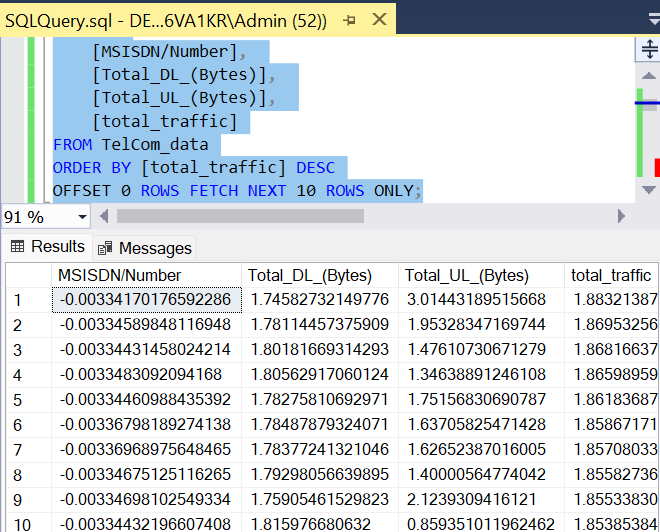 SQLQuery.sql - DE...6VA1KR\Admin (52))
[MSISDN/Number],
[Total_DL_(Bytes)],
[Total_UL_(Bytes)],
[total_traffic]
FROM TelCom_data
ORDER BY [total_traffic] DESC
OFFSET 0 ROWS FETCH NEXT 10 ROWS ONLY;
91 %
Results Messages
MSISDN/Number Total_DL_(Bytes) Total_UL_(Bytes) total_traffic
1 -0.00334170176592286 1.74582732149776 3.01443189515668 1.88321387
2 -0.00334589848116948 1.78114457375909 1.95328347169744 1.86953256
3 -0.00334431458024214 1.80181669314293 1.47610730671279 1.86816637
4 -0.0033483092094168 1.80562917060124 1.34638891246108 1.86598959
5 -0.00334460988435392 1.78275810692971 1.75156830690787 1.86183687
6 -0.00336798189274138 1.78487879324071 1.63705825471428 1.85867171
7 -0.00336968975648465 1.78377241321046 1.62652387016005 1.85708033
8 -0.00334675125116265 1.79298056639895 1.40000564774042 1.85582736
9 -0.00334698102549334 1.75905461529823 2.1239309416121 1.85533830
10 -0.00334432196607408 1.815976680632 0.859351011962462 1.85385384